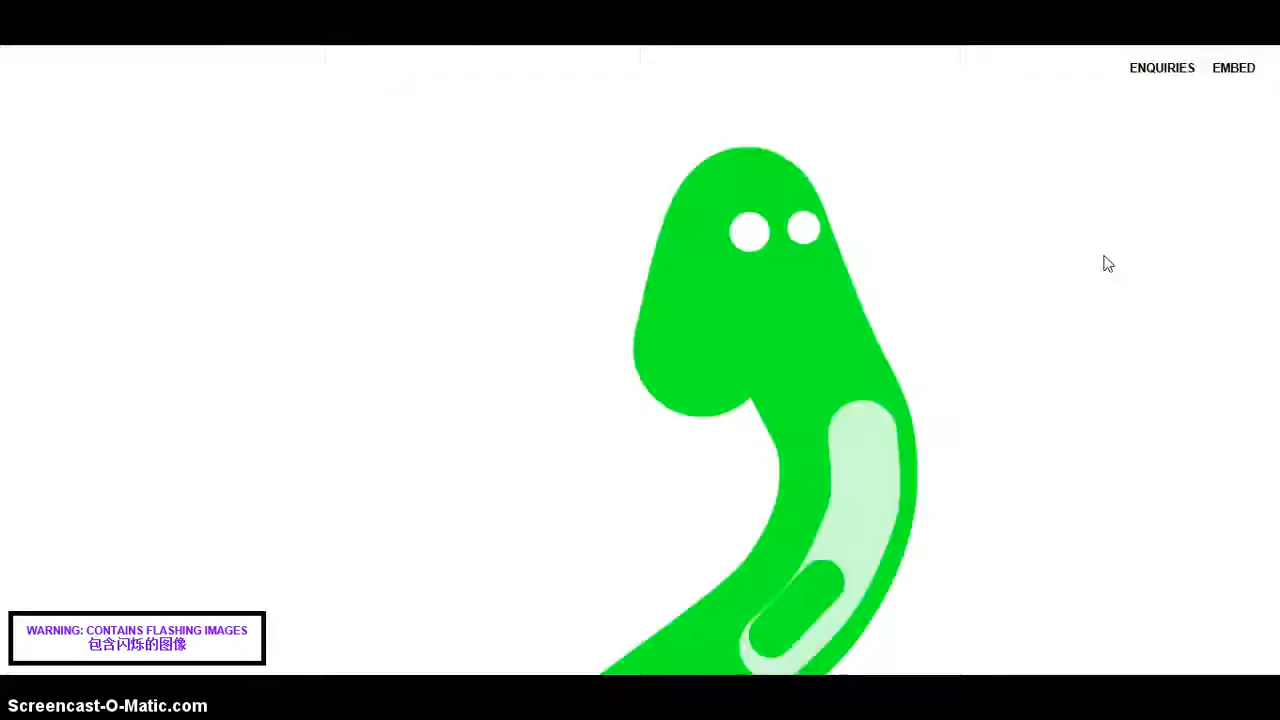 ENQUIRIES EMBED
WARNING: CONTAINS FLASHING IMAGES
包含闪烁的图像
Screencast-O-Matic.com